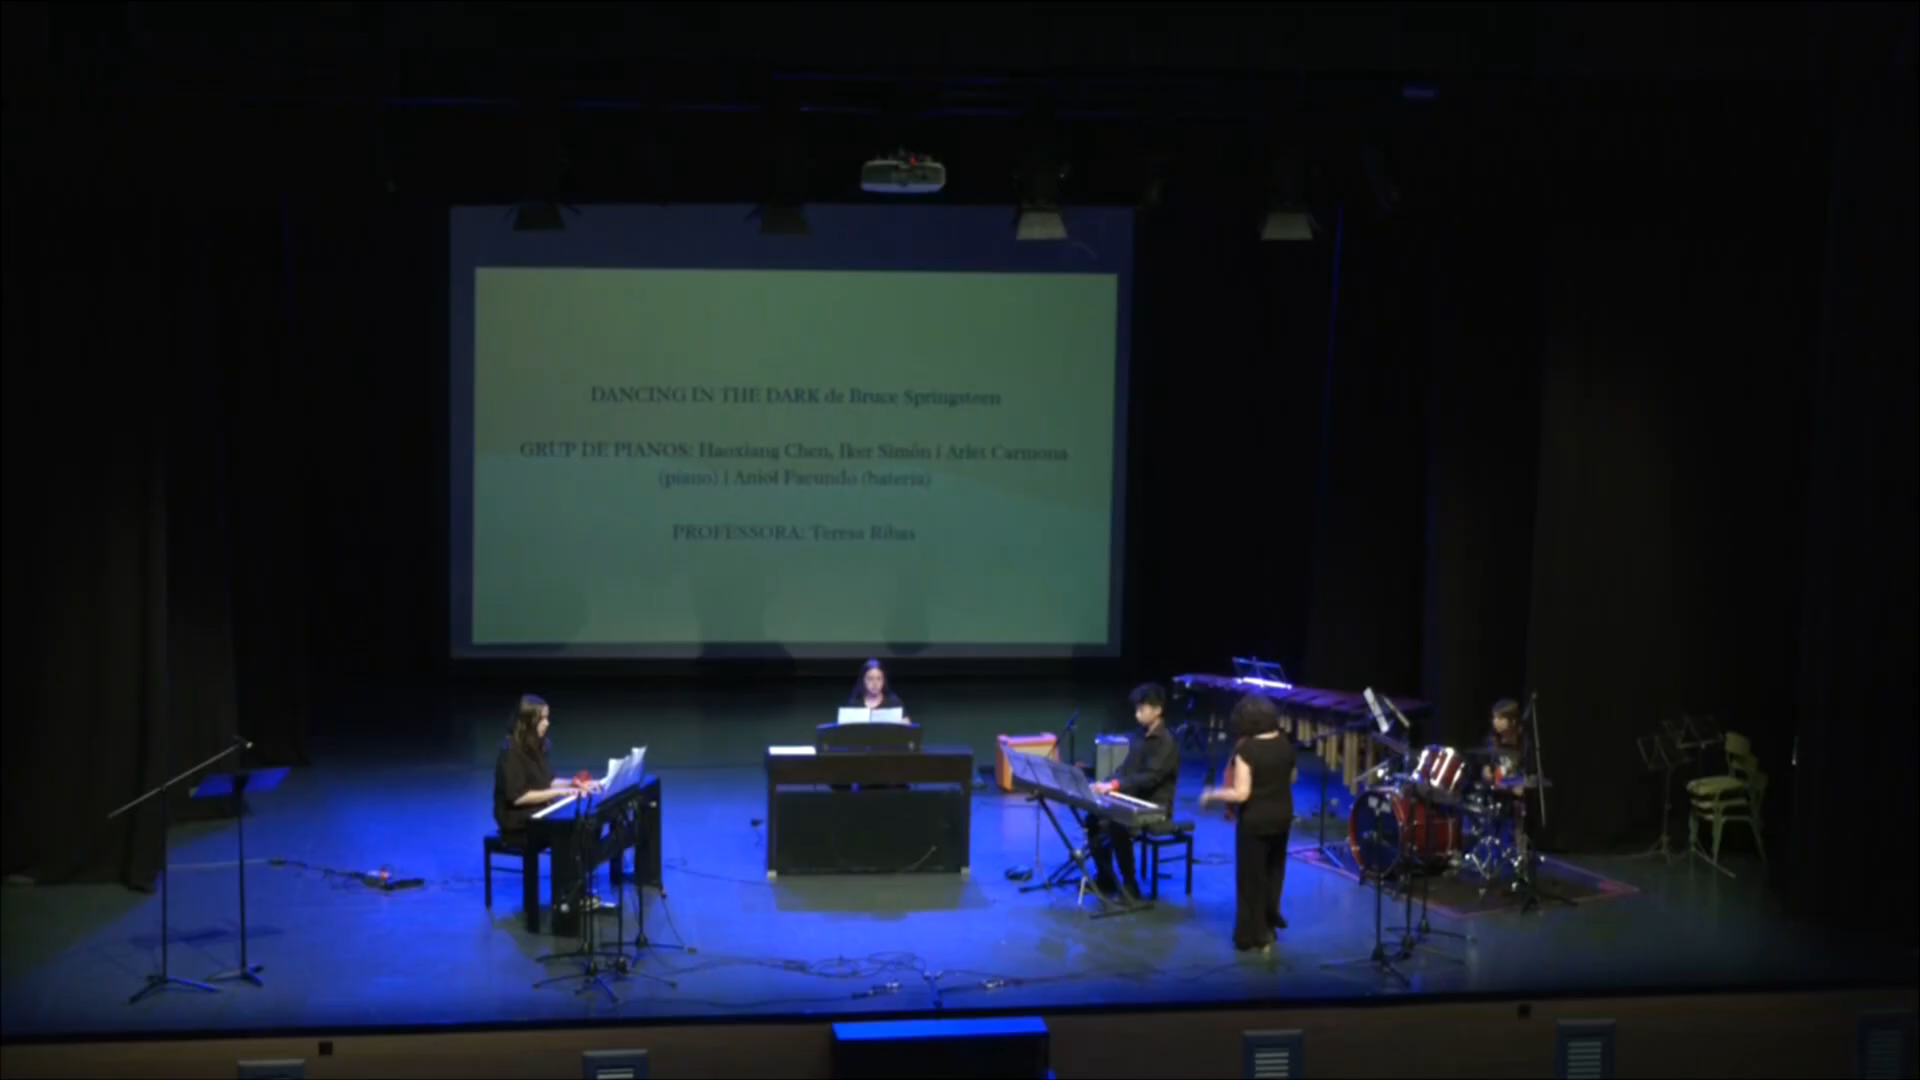 DANCING IN THE DARK de Bruce Springsteen
GRUP DE PIANOS: Haoxiang Chen, Iker Simón i Arlet Carmona
(piano) i Aniol Facundo (bateria)
PROFESSORA: Teresa Ribas